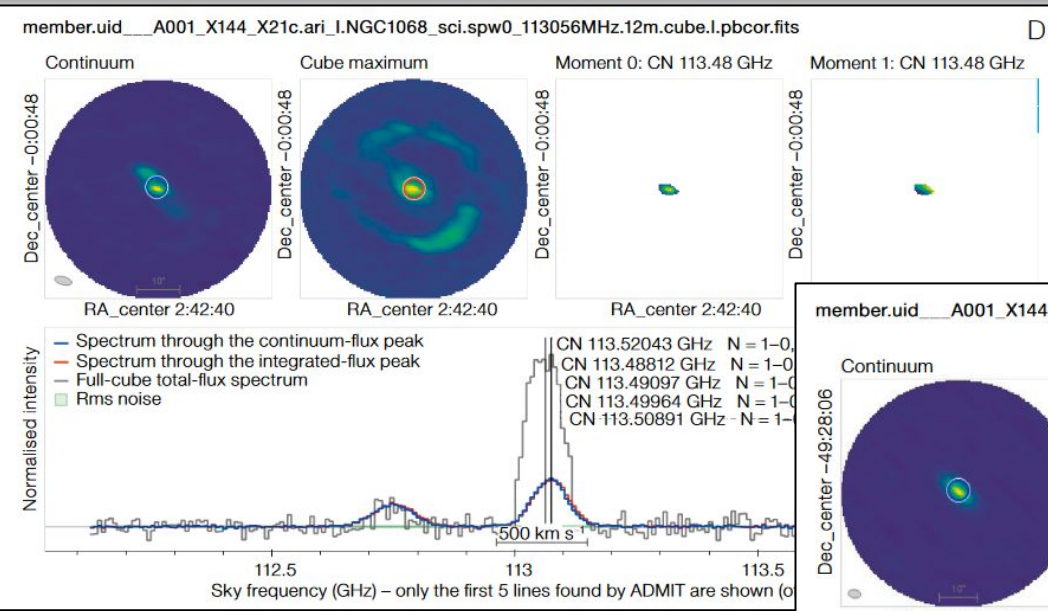 member.uid___A001_X144_X21c.ari_l.NGC1068_sci.spw0_113056MHz.12m.cube.I.pbcor.fits
D
Continuum
Cube maximum
Moment 0: CN 113.48 GHz
Moment 1: CN 113.48 GHz
Dec_center –0:00:48
Dec_center –0:00:48
Dec_center –0:00:48
Dec_center –0:00:48
10"
RA_center 2:42:40
RA_center 2:42:40
RA_center 2:42:40
member.uid___A001_X144
Continuum
Dec_center –49:28:06
10"
Normalised intensity
Spectrum through the continuum-flux peak
Spectrum through the integrated-flux peak
Full-cube total-flux spectrum
Rms noise
CN 113.52043 GHz N = 1–0,
CN 113.48812 GHz N = 1–0
CN 113.49097 GHz N = 1–0
CN 113.49964 GHz N = 1–0
CN 113.50891 GHz N = 1–
500 km s⁻¹
112.5
113
113.5
Sky frequency (GHz) – only the first 5 lines found by ADMIT are shown (o